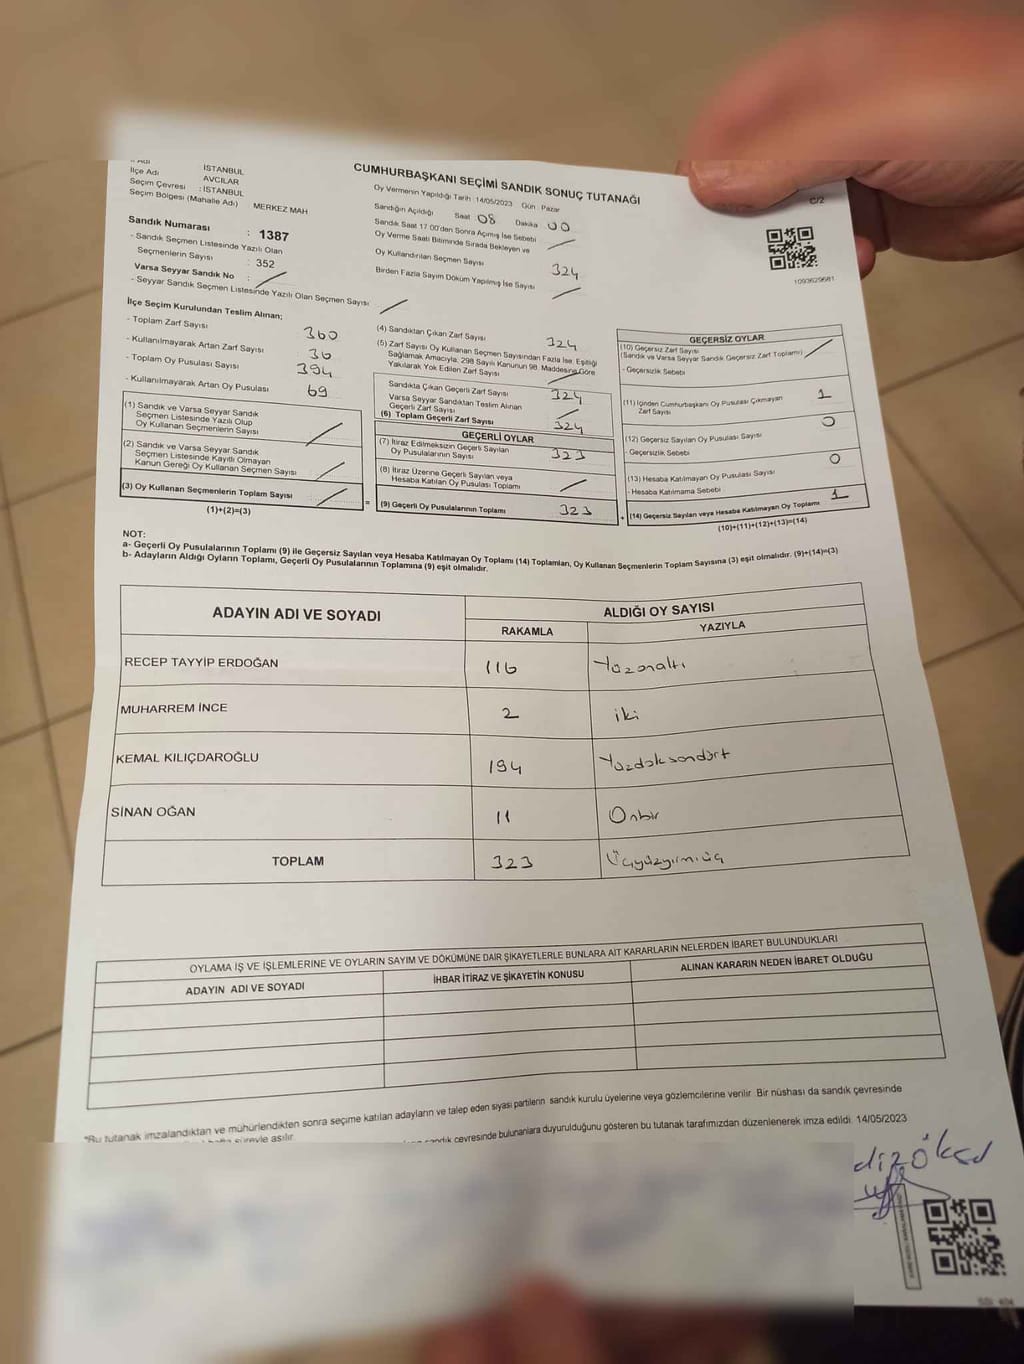 CUMHURBAŞKANI SEÇİMİ SANDIK SONUÇ TUTANAĞI
C/2
İSTANBUL
İlçe Adı AVCILAR
Seçim Çevresi : İSTANBUL
Seçim Bölgesi (Mahalle Adı) MERKEZ MAH
Oy Vermenin Yapıldığı Tarih : 14/05/2023 Gün : Pazar
Sandığın Açıldığı Saat 08 Dakika 00
Sandık Saat 17.00'den Sonra Açılmış İse Sebebi
Oy Verme Saati Bitiminde Sırada Bekleyen ve
Oy Kullandırılan Seçmen Sayısı 324
Birden Fazla Sayım Döküm Yapılmış İse Sayısı
1093629681
Sandık Numarası : 1387
- Sandık Seçmen Listesinde Yazılı Olan
Seçmenlerin Sayısı : 352
Varsa Seyyar Sandık No :
- Seyyar Sandık Seçmen Listesinde Yazılı Olan Seçmen Sayısı
İlçe Seçim Kurulundan Teslim Alınan;
- Toplam Zarf Sayısı 360
- Kullanılmayarak Artan Zarf Sayısı 36
- Toplam Oy Pusulası Sayısı 394
- Kullanılmayarak Artan Oy Pusulası 69
(1) Sandık ve Varsa Seyyar Sandık
Seçmen Listesinde Yazılı Olup
Oy Kullanan Seçmenlerin Sayısı
(2) Sandık ve Varsa Seyyar Sandık
Seçmen Listesinde Kayıtlı Olmayan
Kanun Gereği Oy Kullanan Seçmen Sayısı
(3) Oy Kullanan Seçmenlerin Toplam Sayısı
(1)+(2)=(3)
=
(4) Sandıktan Çıkan Zarf Sayısı 324
(5) Zarf Sayısı Oy Kullanan Seçmen Sayısından Fazla İse, Eşitliği
Sağlamak Amacıyla, 298 Sayılı Kanunun 98. Maddesine Göre
Yakılarak Yok Edilen Zarf Sayısı
Sandıkta Çıkan Geçerli Zarf Sayısı 324
Varsa Seyyar Sandıktan Teslim Alınan
Geçerli Zarf Sayısı
(6) Toplam Geçerli Zarf Sayısı 324
GEÇERLİ OYLAR
(7) İtiraz Edilmeksizin Geçerli Sayılan
Oy Pusulalarının Sayısı 323
(8) İtiraz Üzerine Geçerli Sayılan veya
Hesaba Katılan Oy Pusulası Toplamı
(9) Geçerli Oy Pusulalarının Toplamı 323
+
GEÇERSİZ OYLAR
(10) Geçersiz Zarf Sayısı
(Sandık ve Varsa Seyyar Sandık Geçersiz Zarf Toplamı)
- Geçersizlik Sebebi
(11) İçinden Cumhurbaşkanı Oy Pusulası Çıkmayan
Zarf Sayısı 1
(12) Geçersiz Sayılan Oy Pusulası Sayısı 0
- Geçersizlik Sebebi
(13) Hesaba Katılmayan Oy Pusulası Sayısı 0
- Hesaba Katılmama Sebebi
(14) Geçersiz Sayılan veya Hesaba Katılmayan Oy Toplamı 1
(10)+(11)+(12)+(13)=(14)
NOT:
a- Geçerli Oy Pusulalarının Toplamı (9) ile Geçersiz Sayılan veya Hesaba Katılmayan Oy Toplamı (14) Toplamları, Oy Kullanan Seçmenlerin Toplam Sayısına (3) eşit olmalıdır. (9)+(14)=(3)
b- Adayların Aldığı Oyların Toplamı, Geçerli Oy Pusulalarının Toplamına (9) eşit olmalıdır.
ADAYIN ADI VE SOYADI ALDIĞI OY SAYISI
RAKAMLA YAZIYLA
RECEP TAYYİP ERDOĞAN 116 Yüzonaltı
MUHARREM İNCE 2 iki
KEMAL KILIÇDAROĞLU 194 Yüzdoksandört
SİNAN OĞAN 11 Onbir
TOPLAM 323 Üçyüzyirmiüç
OYLAMA İŞ VE İŞLEMLERİNE VE OYLARIN SAYIM VE DÖKÜMÜNE DAİR ŞİKAYETLERLE BUNLARA AİT KARARLARIN NELERDEN İBARET BULUNDUKLARI
ADAYIN ADI VE SOYADI İHBAR İTİRAZ VE ŞİKAYETİN KONUSU ALINAN KARARIN NEDEN İBARET OLDUĞU
*Bu tutanak imzalandıktan ve mühürlendikten sonra seçime katılan adayların ve talep eden siyasi partilerin sandık kurulu üyelerine veya gözlemcilerine verilir. Bir nüshası da sandık çevresinde
süreyle asılır.
sandık çevresinde bulunanlara duyurulduğunu gösteren bu tutanak tarafımızdan düzenlenerek imza edildi. 14/05/2023